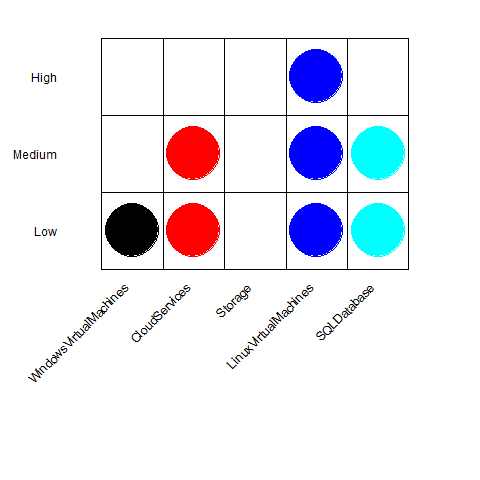 High
Medium
Low
WindowsVirtualMachines
CloudServices
Storage
LinuxVirtualMachines
SQLDatabase